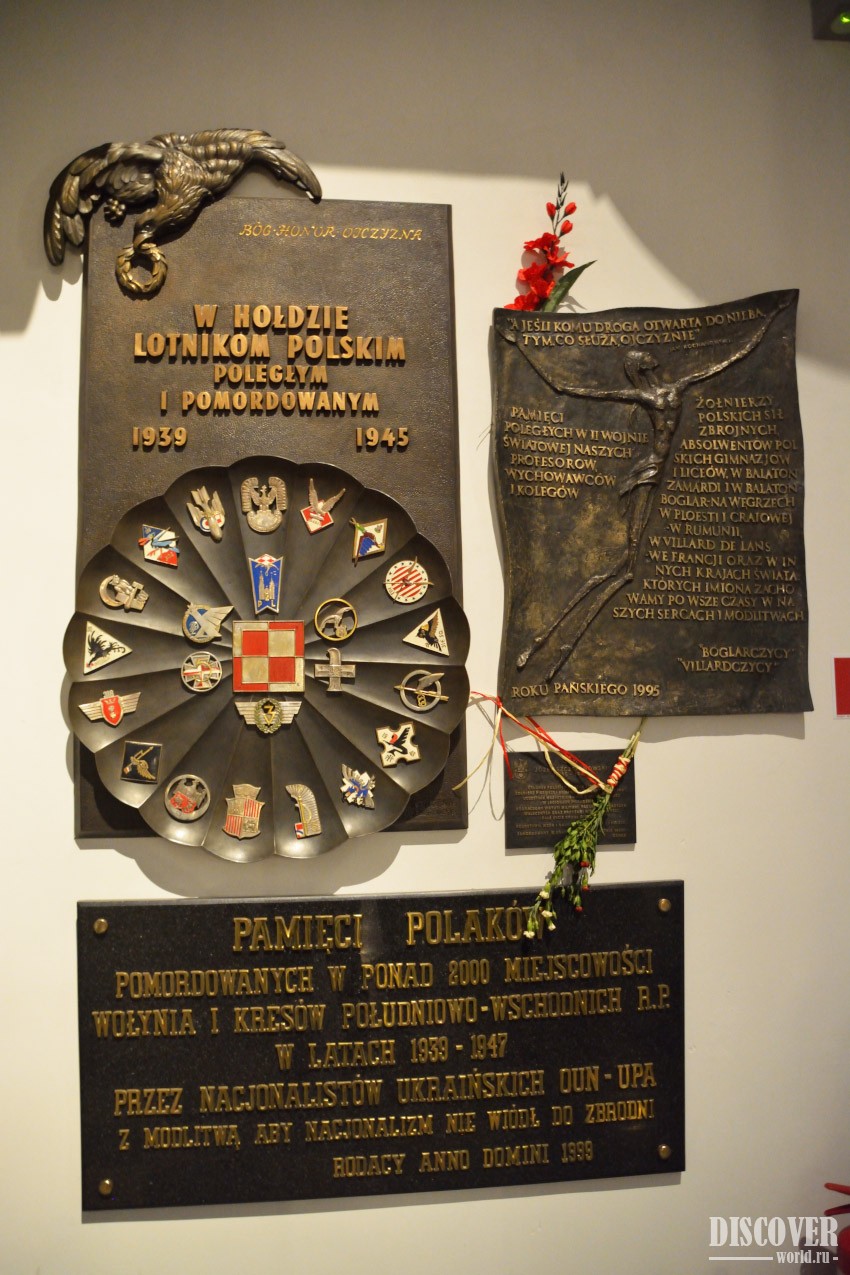 BÓG·HONOR·OJCZYZNA
W HOŁDZIE
LOTNIKOM POLSKIM
POLEGŁYM
I POMORDOWANYM
1939 1945
"A JEŚLI KOMU DROGA OTWARTA DO NIEBA,
TYM, CO SŁUŻĄ OJCZYŹNIE"
PAMIĘCI
POLEGŁYCH W II WOJNIE
ŚWIATOWEJ NASZYCH
PROFESORÓW,
WYCHOWAWCÓW
I KOLEGÓW
ŻOŁNIERZY
POLSKICH SIŁ
ZBROJNYCH,
ABSOLWENTÓW POL
SKICH GIMNAZJÓW
I LICEÓW, W BALATON
ZAMARDI I W BALATON
BOGLAR-NA WĘGRZECH
W PLOESTI I CRAIOWEJ
-W RUMUNII,
W VILLARD DE LANS
-WE FRANCJI ORAZ W IN
NYCH KRAJACH ŚWIATA:
KTÓRYCH IMIONA ZACHO
WAMY PO WSZE CZASY W NA
SZYCH SERCACH I MODLITWACH
"BOGLARCZYCY"
"VILLARDCZYCY"
ROKU PAŃSKIEGO 1995
PAMIĘCI POLAKÓ
POMORDOWANYCH W PONAD 2000 MIEJSCOWOŚCI
WOŁYNIA I KRESÓW POŁUDNIOWO-WSCHODNICH R.P.
W LATACH 1939-1947
PRZEZ NACJONALISTÓW UKRAIŃSKICH OUN-UPA
Z MODLITWĄ ABY NACJONALIZM NIE WIÓDŁ DO ZBRODNI
RODACY ANNO DOMINI 1999
DISCOVER
world.ru